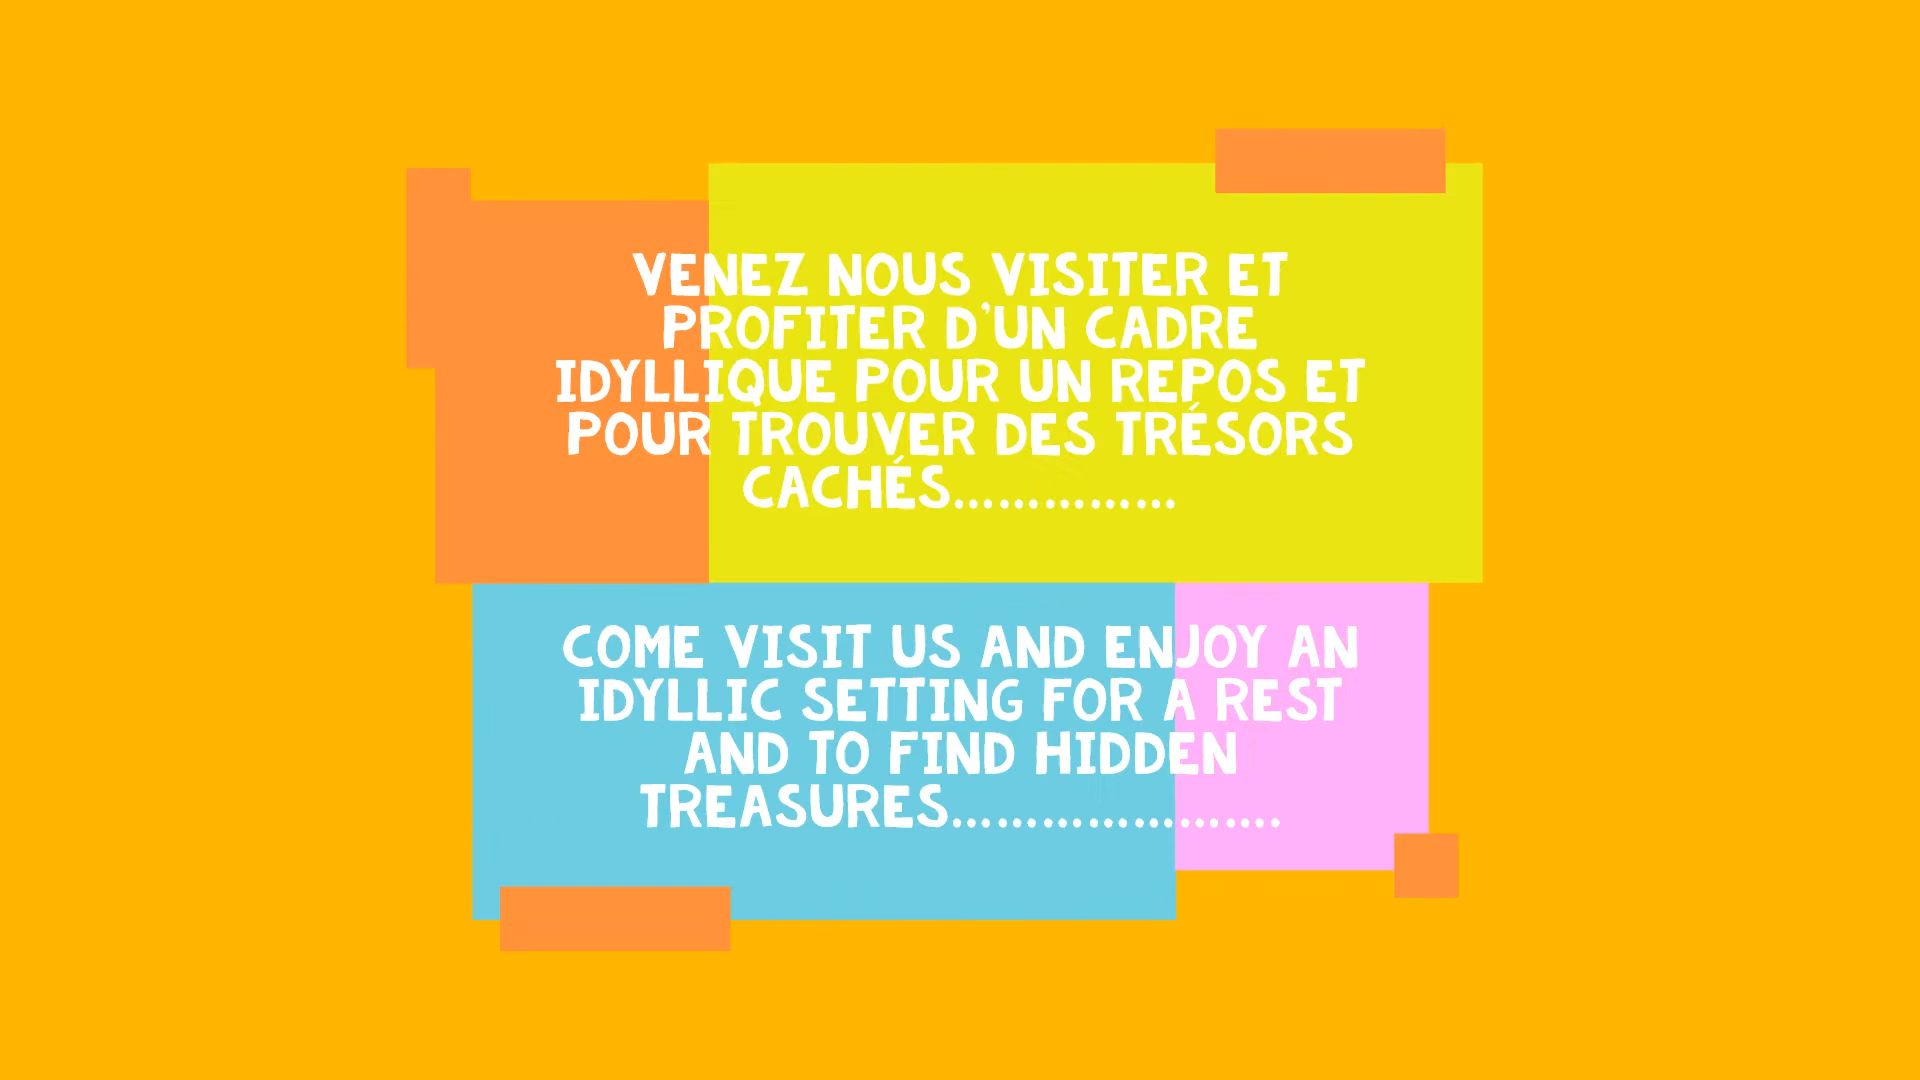 VENEZ NOUS VISITER ET
PROFITER D'UN CADRE
IDYLLIQUE POUR UN REPOS ET
POUR TROUVER DES TRÉSORS
CACHÉS...............
COME VISIT US AND ENJOY AN
IDYLLIC SETTING FOR A REST
AND TO FIND HIDDEN
TREASURES......................